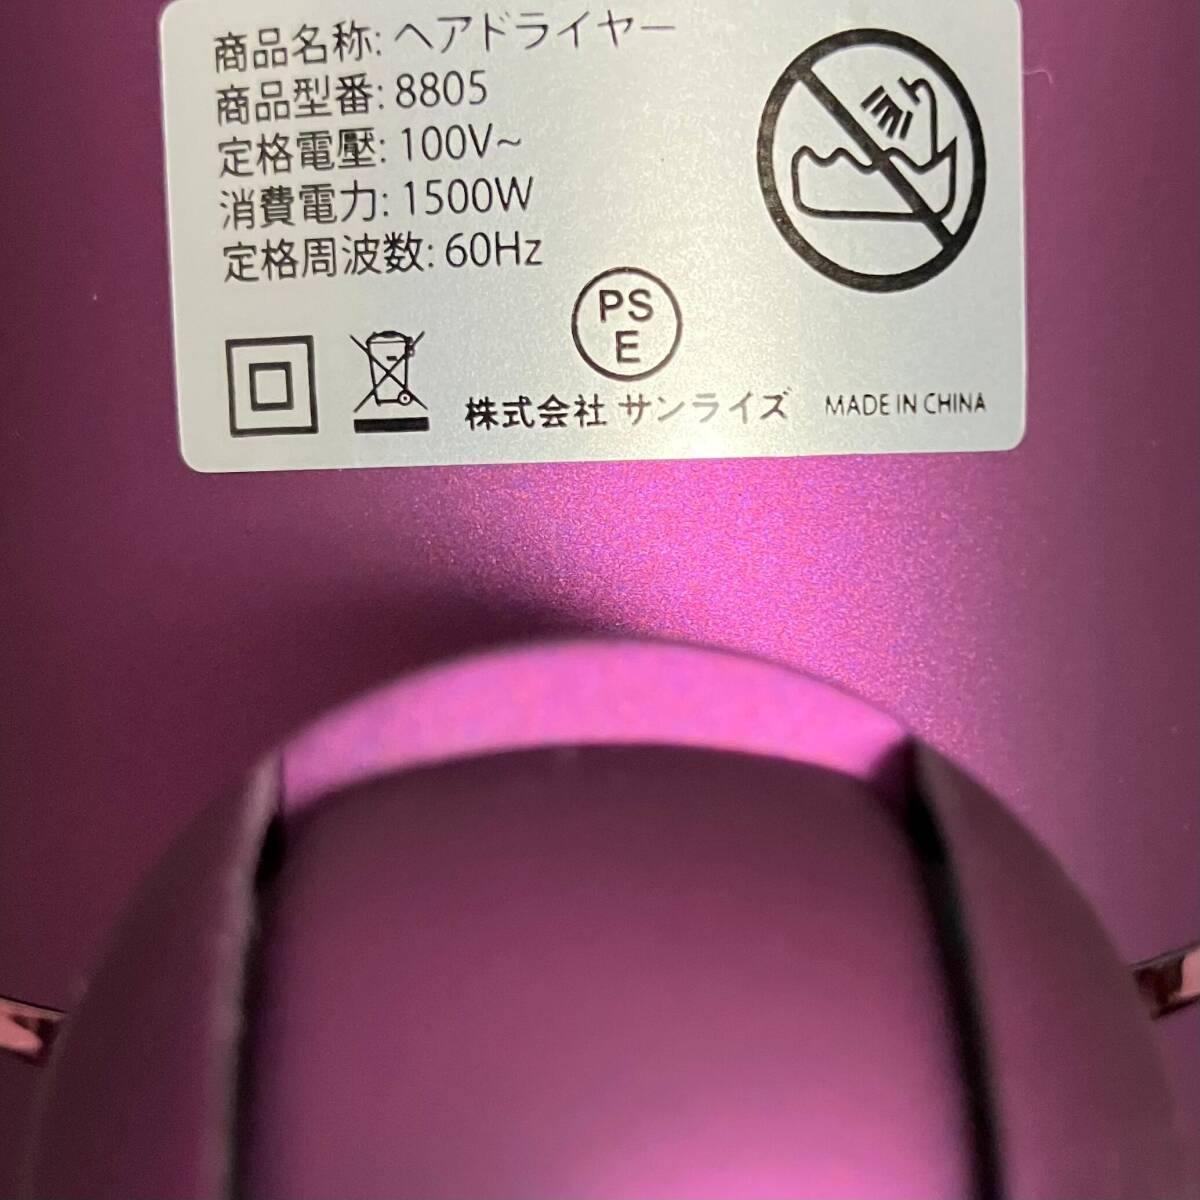 商品名称: ヘアドライヤー
商品型番: 8805
定格電壓: 100V~
消費電力: 1500W
定格周波数: 60Hz
PS
E
株式会社 サンライズ MADE IN CHINA